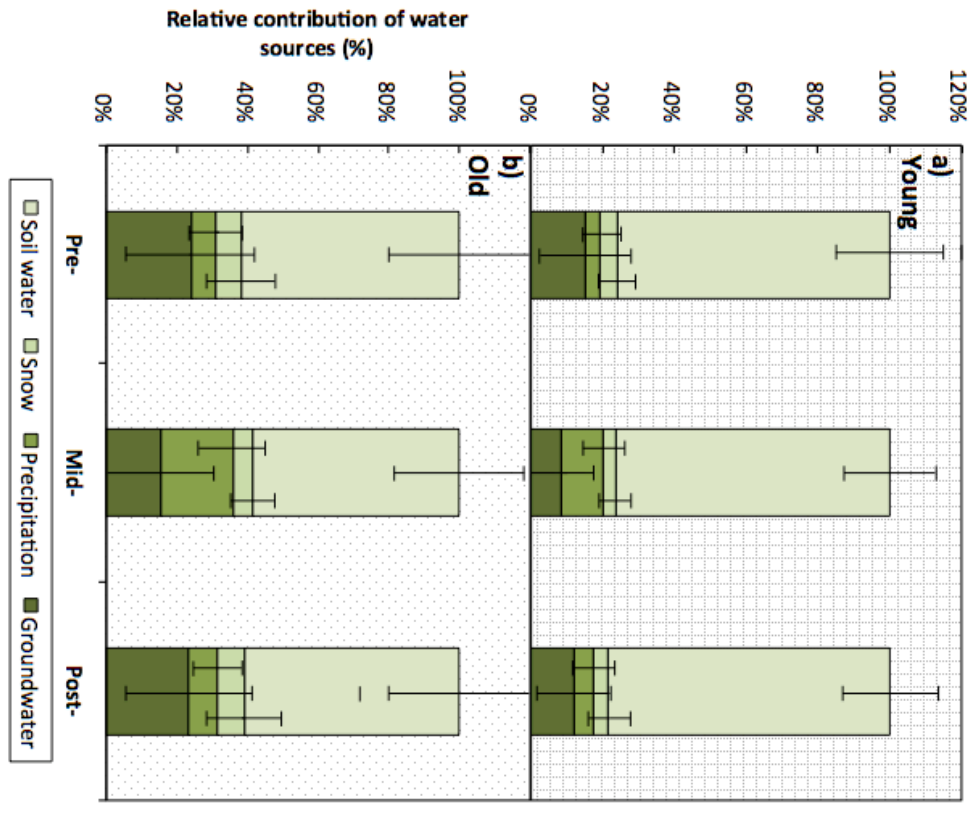 Relative contribution of water
sources (%)
120%
100%
80%
60%
40%
20%
0%
a)
Young
100%
80%
60%
40%
20%
0%
b)
Old
Pre-
Mid-
Post-
Soil water
Snow
Precipitation
Groundwater